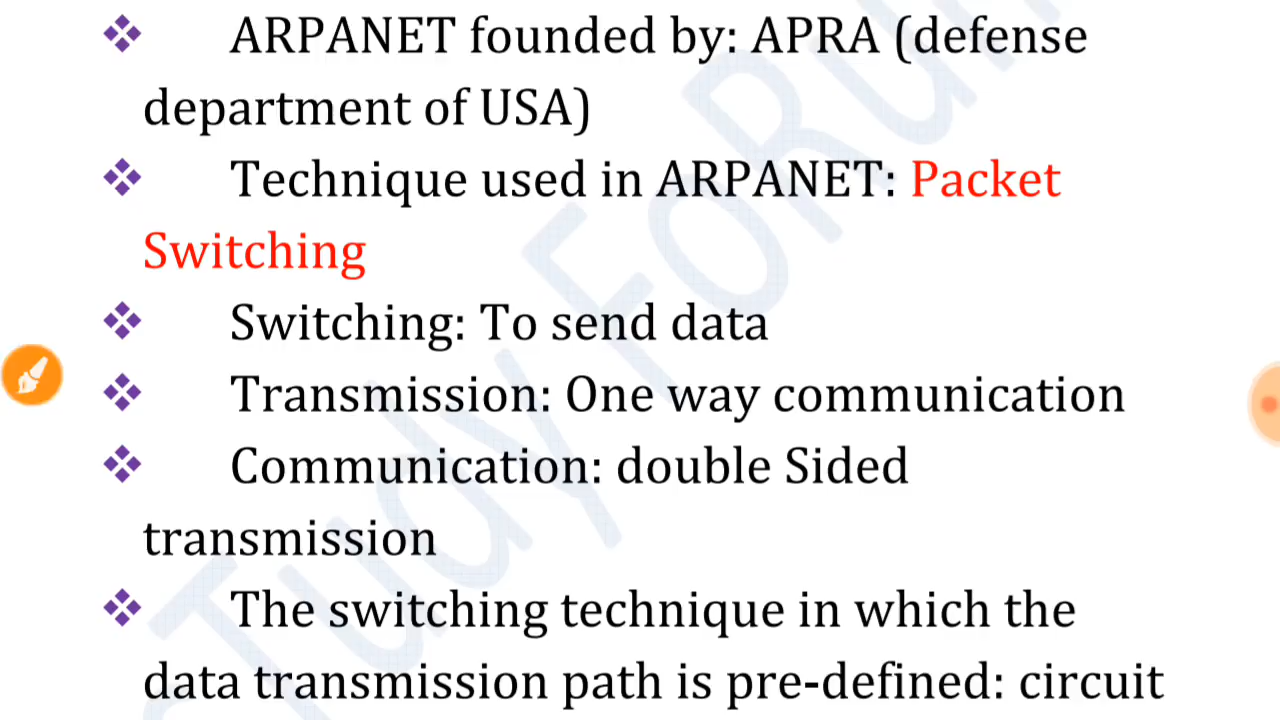 ARPANET founded by: APRA (defense
department of USA)
Technique used in ARPANET: Packet
Switching
Switching: To send data
Transmission: One way communication
Communication: double Sided
transmission
The switching technique in which the
data transmission path is pre-defined: circuit
Study FoRum